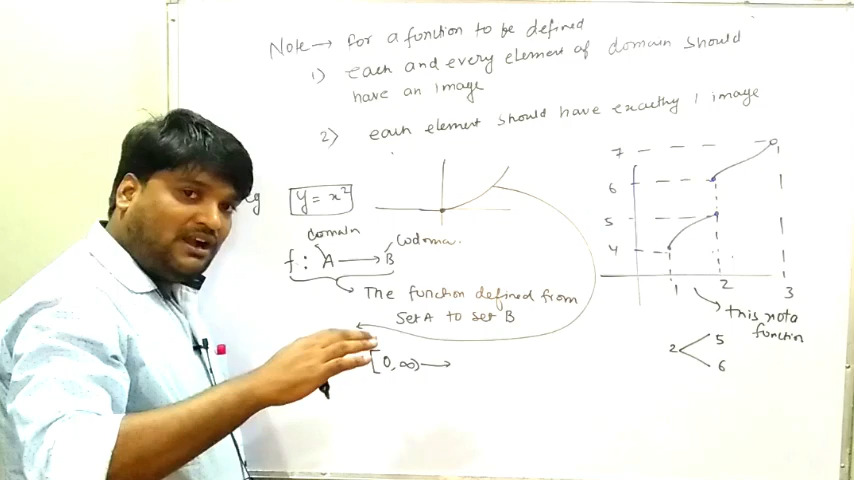 Note → for a function to be defined
1) each and every element of domain should
have an image
2) each element should have exactly 1 image
eg y = x²
domain codomain
f : A → B
The function defined from
Set A to set B
[0, ∞) →
7
6
5
4
1 2 3
this not a
function
2 5
6